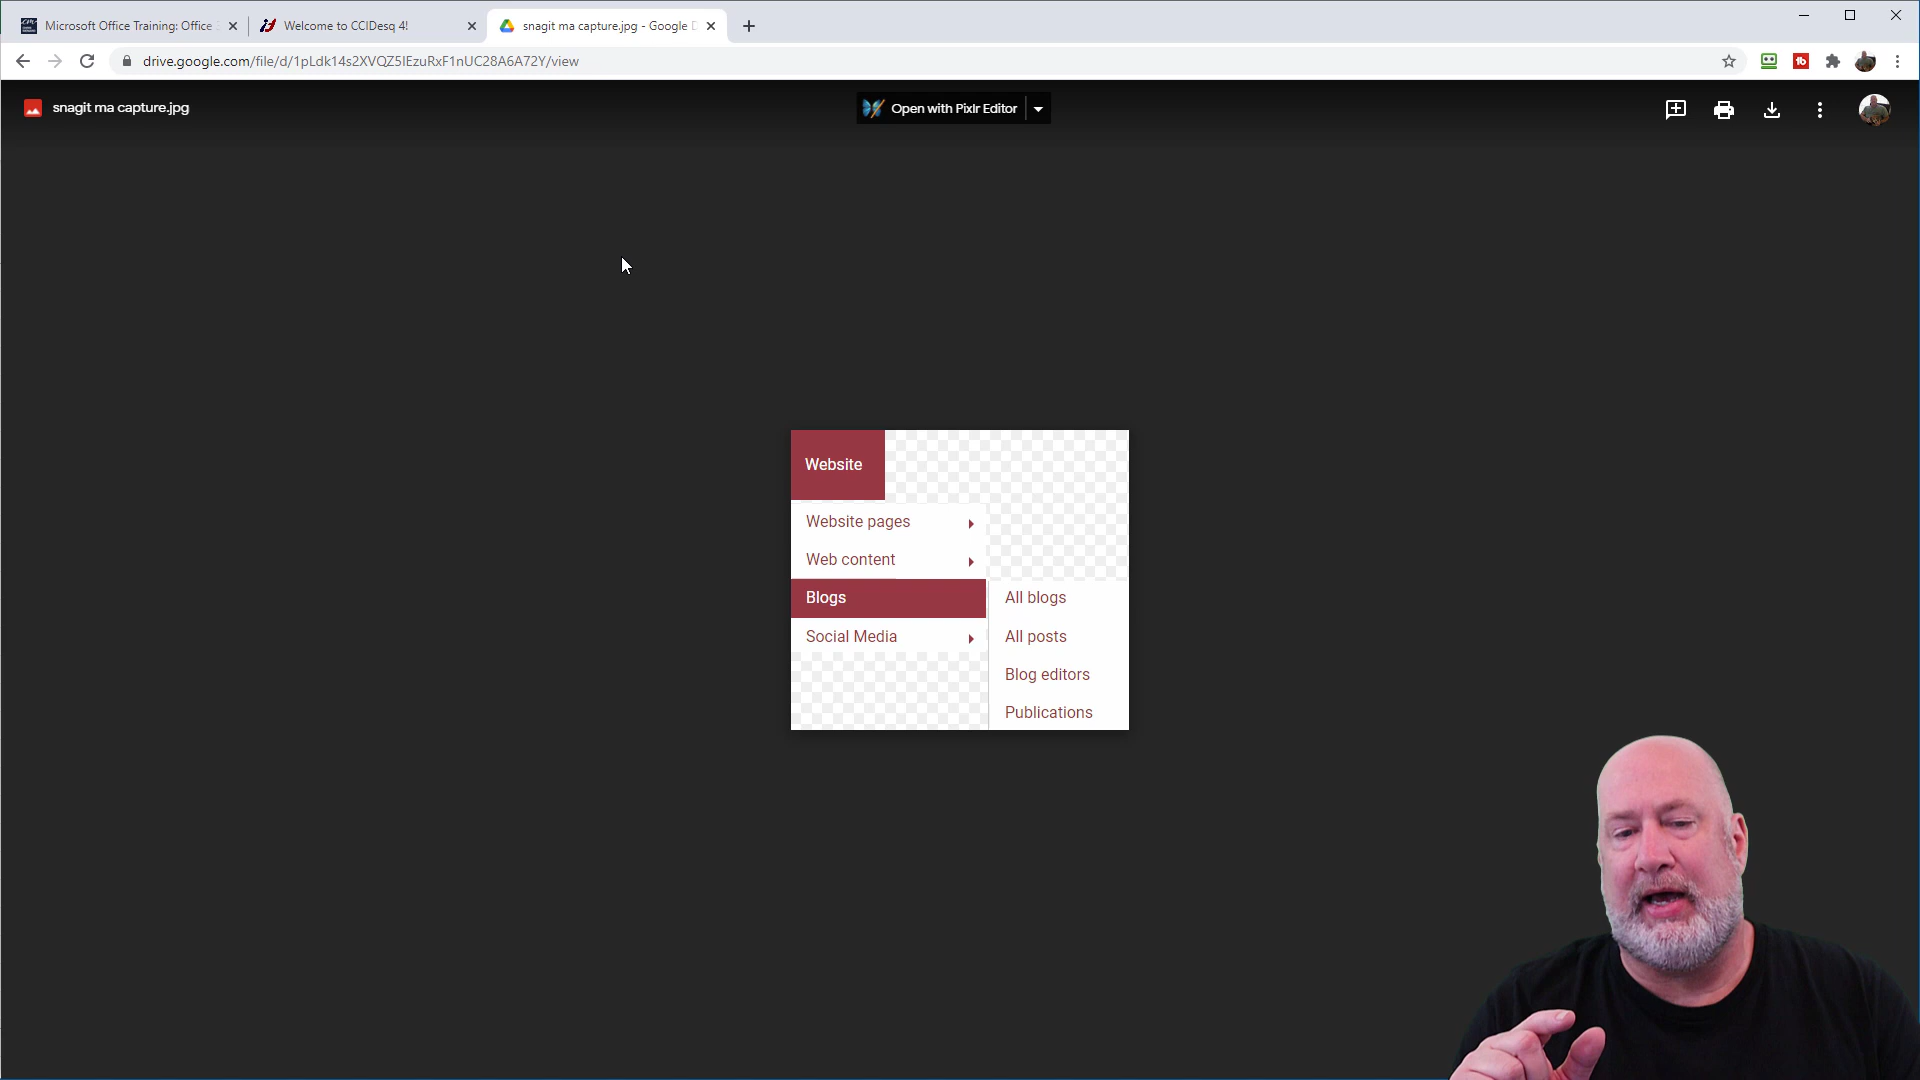 Microsoft Office Training: Office
Welcome to CCIDesq 4!
snagit ma capture.jpg - Google D
drive.google.com/file/d/1pLdk14s2XVQZ5IEzuRxF1nUC28A6A72Y/view
snagit ma capture.jpg
Open with Pixlr Editor
Website
Website pages
Web content
Blogs
All blogs
Social Media
All posts
Blog editors
Publications